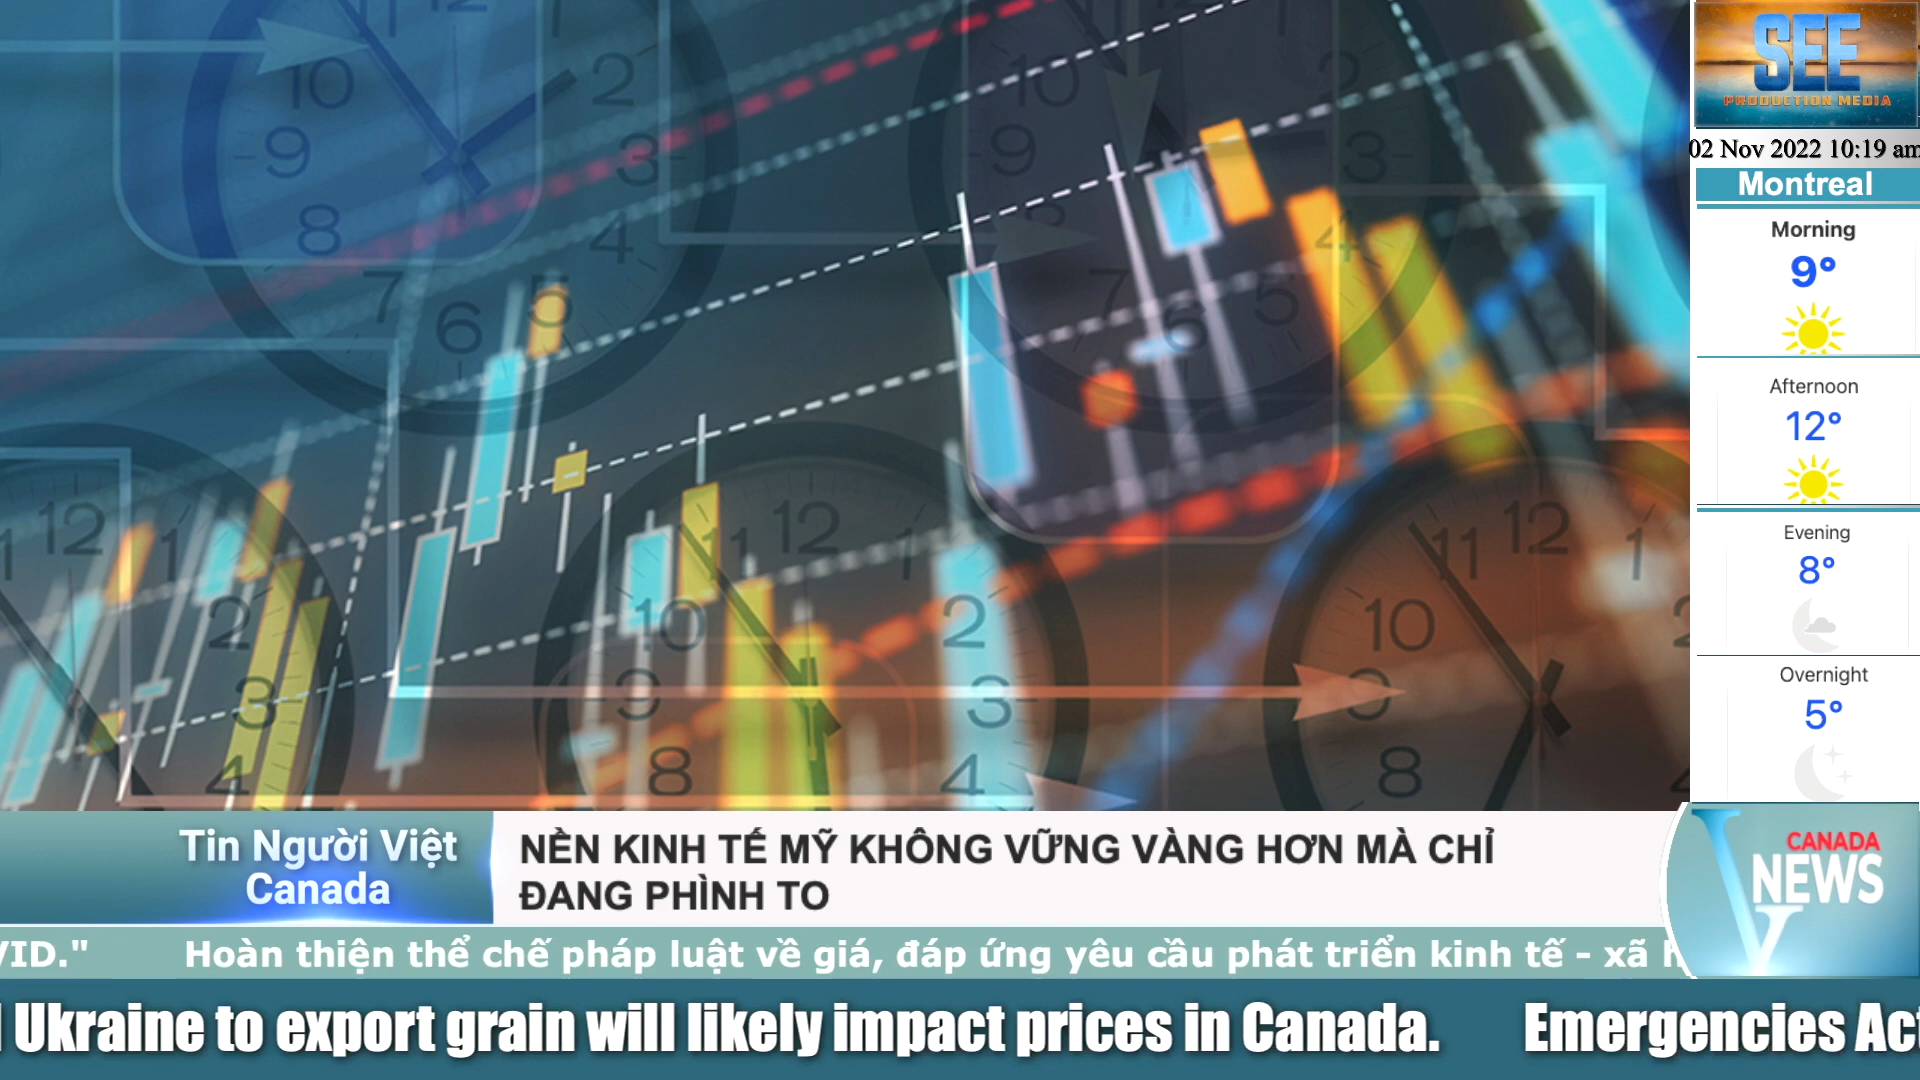 SEE
PRODUCTION MEDIA
02 Nov 2022 10:19 am
Montreal
Morning
9°
Afternoon
12°
Evening
8°
Overnight
5°
Tin Người Việt
Canada
NỀN KINH TẾ MỸ KHÔNG VỮNG VÀNG HƠN MÀ CHỈ
ĐANG PHÌNH TO
CANADA
V NEWS
VID." Hoàn thiện thể chế pháp luật về giá, đáp ứng yêu cầu phát triển kinh tế - xã
Ukraine to export grain will likely impact prices in Canada. Emergencies Act